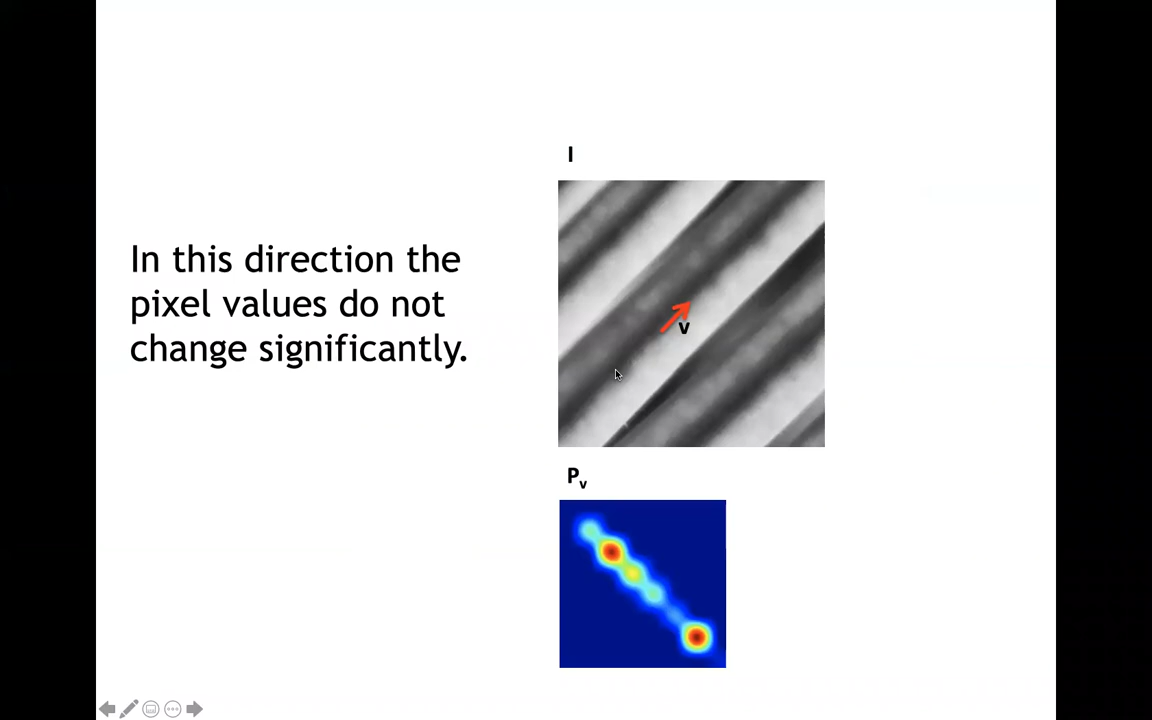 I
In this direction the
pixel values do not
change significantly.
v
Pv